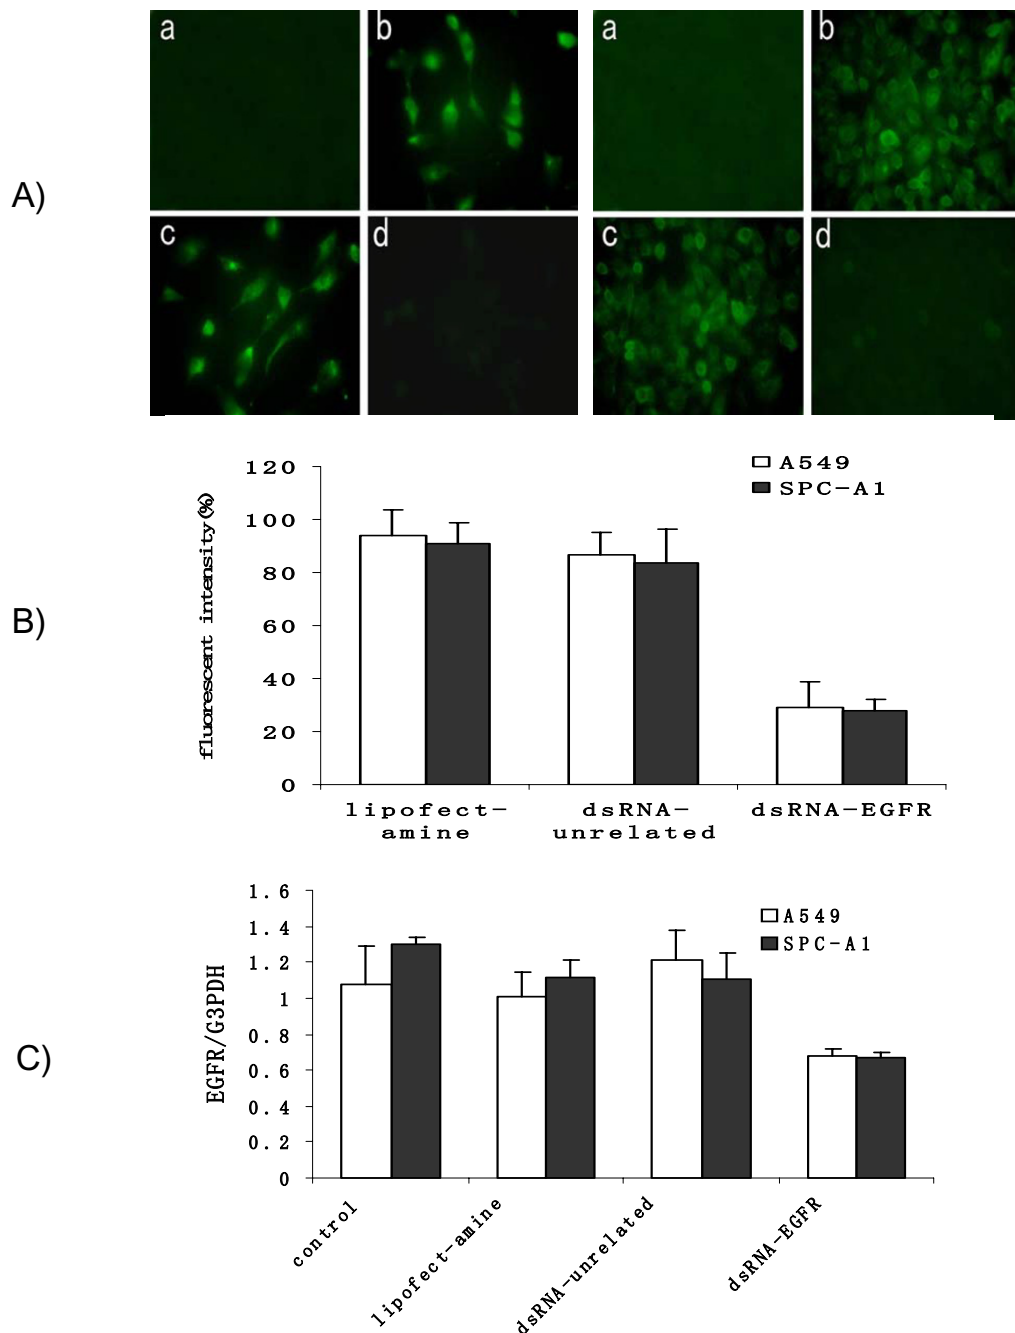 a
b
a
b
A)
c
d
c
d
120
100
80
60
40
20
0
fluorescent intensity(%)
A549
SPC-A1
B)
lipofect-
amine
dsRNA-
unrelated
dsRNA-EGFR
1.6
1.4
1.2
1
0.8
0.6
0.4
0.2
0
EGFR/G3PDH
A549
SPC-A1
C)
control
lipofect-amine
dsRNA-unrelated
dsRNA-EGFR